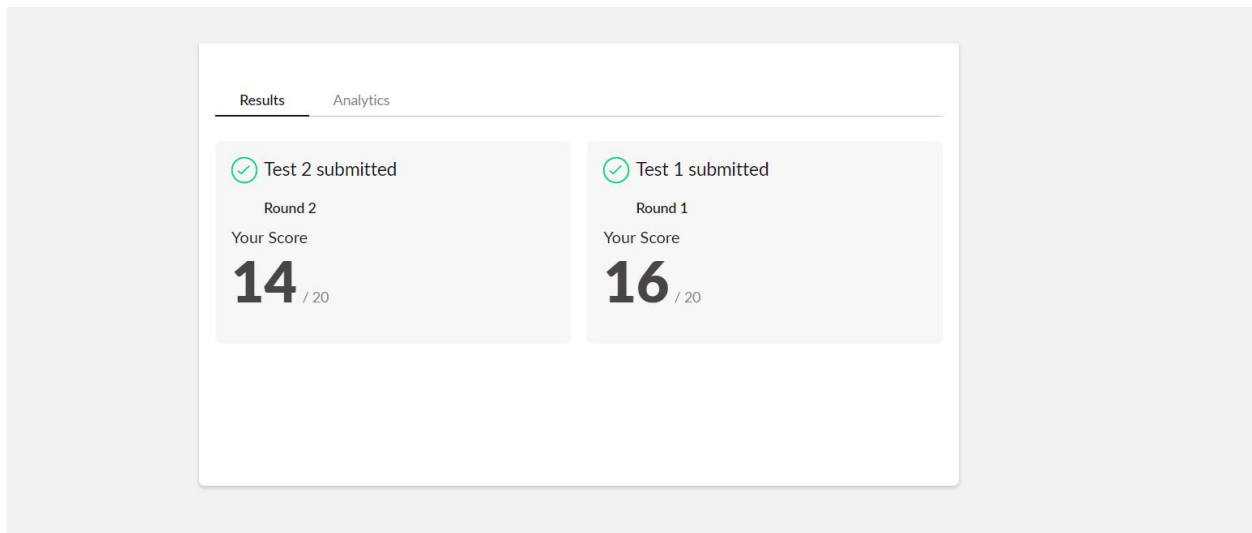 Results Analytics
Test 2 submitted
Round 2
Your Score
14 / 20
Test 1 submitted
Round 1
Your Score
16 / 20